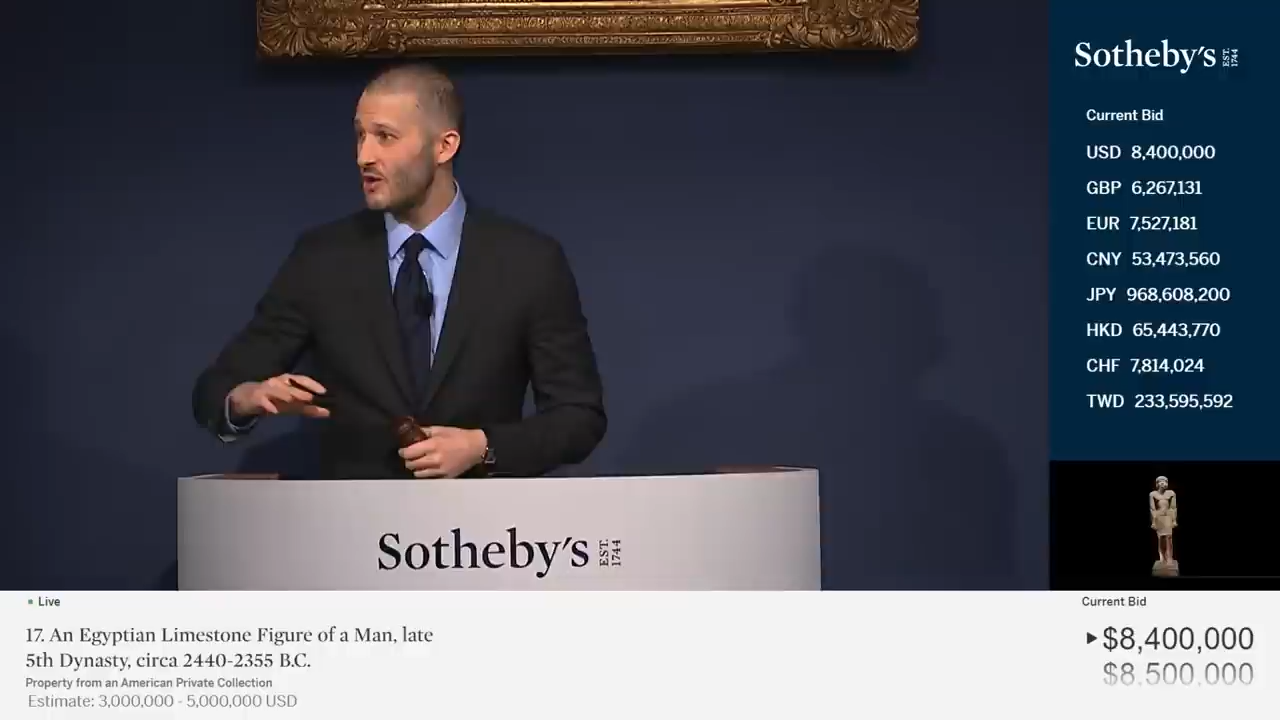 Sotheby's EST. 1744
Current Bid
USD 8,400,000
GBP 6,267,131
EUR 7,527,181
CNY 53,473,560
JPY 968,608,200
HKD 65,443,770
CHF 7,814,024
TWD 233,595,592
Sotheby's EST. 1744
Live
17. An Egyptian Limestone Figure of a Man, late
5th Dynasty, circa 2440-2355 B.C.
Property from an American Private Collection
Estimate: 3,000,000 - 5,000,000 USD
Current Bid
$8,400,000
$8,500,000